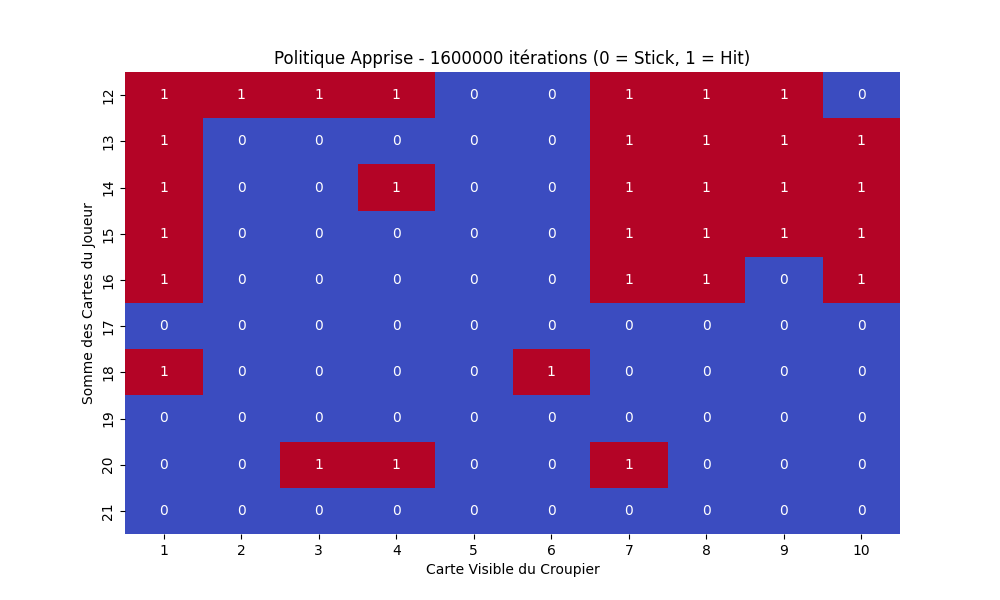 Politique Apprise - 1600000 itérations (0 = Stick, 1 = Hit)
12 1 1 1 1 0 0 1 1 1 0
13 1 0 0 0 0 0 1 1 1 1
14 1 0 0 1 0 0 1 1 1 1
15 1 0 0 0 0 0 1 1 1 1
16 1 0 0 0 0 0 1 1 0 1
17 0 0 0 0 0 0 0 0 0 0
18 1 0 0 0 0 1 0 0 0 0
19 0 0 0 0 0 0 0 0 0 0
20 0 0 1 1 0 0 1 0 0 0
21 0 0 0 0 0 0 0 0 0 0
Somme des Cartes du Joueur
1 2 3 4 5 6 7 8 9 10
Carte Visible du Croupier